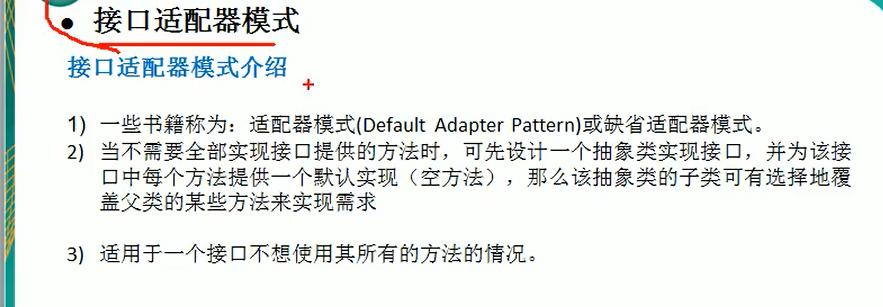 ● 接口适配器模式
接口适配器模式介绍
1) 一些书籍称为：适配器模式(Default Adapter Pattern)或缺省适配器模式。
2) 当不需要全部实现接口提供的方法时，可先设计一个抽象类实现接口，并为该接
口中每个方法提供一个默认实现（空方法），那么该抽象类的子类可有选择地覆
盖父类的某些方法来实现需求
3) 适用于一个接口不想使用其所有的方法的情况。